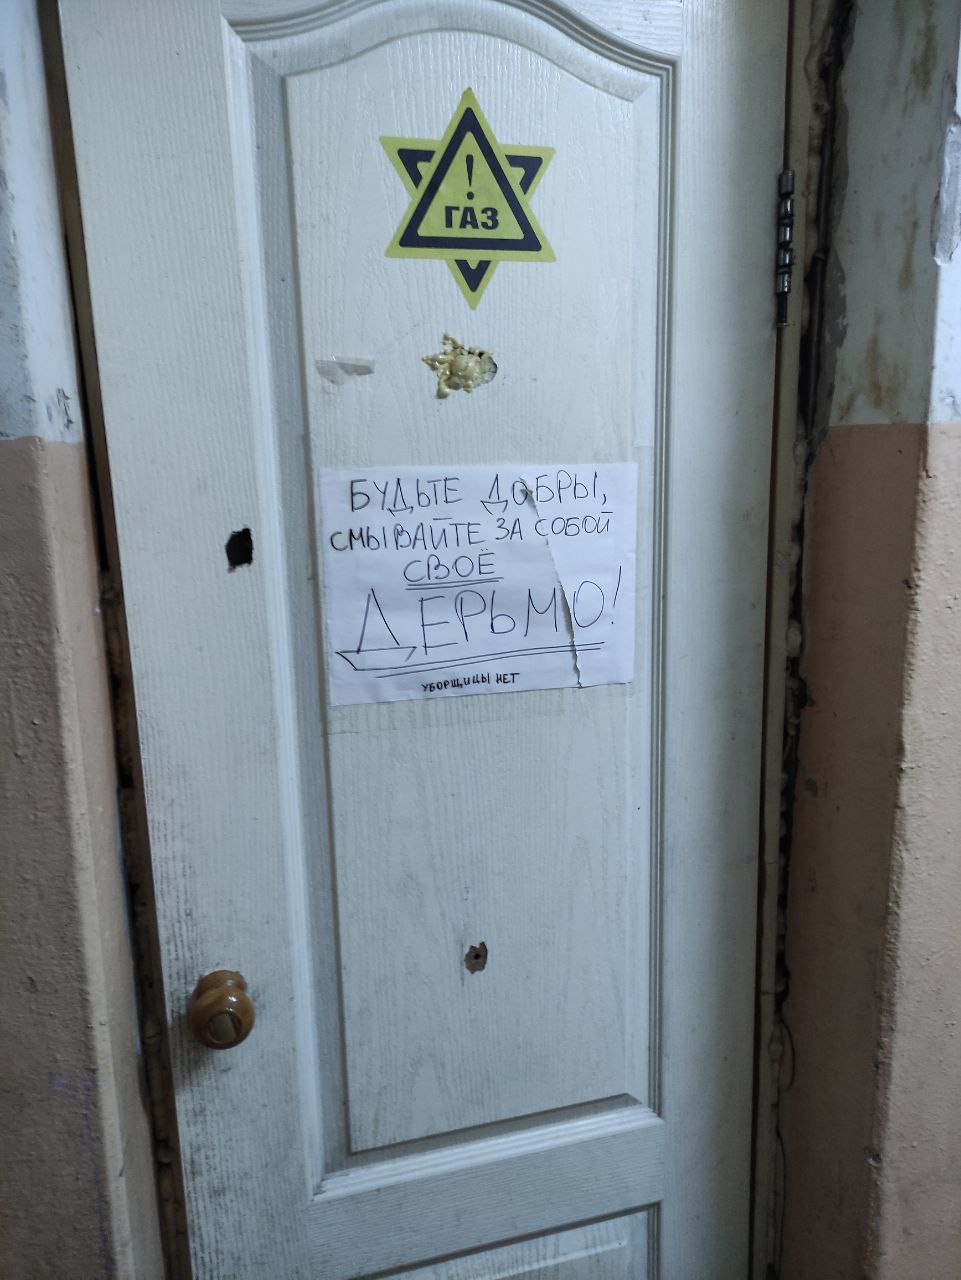 !
ГАЗ
БУДЬТЕ ДОБРЫ,
СМЫВАЙТЕ ЗА СОБОЙ
СВОЁ
ДЕРЬМО!
УБОРЩИЦЫ НЕТ